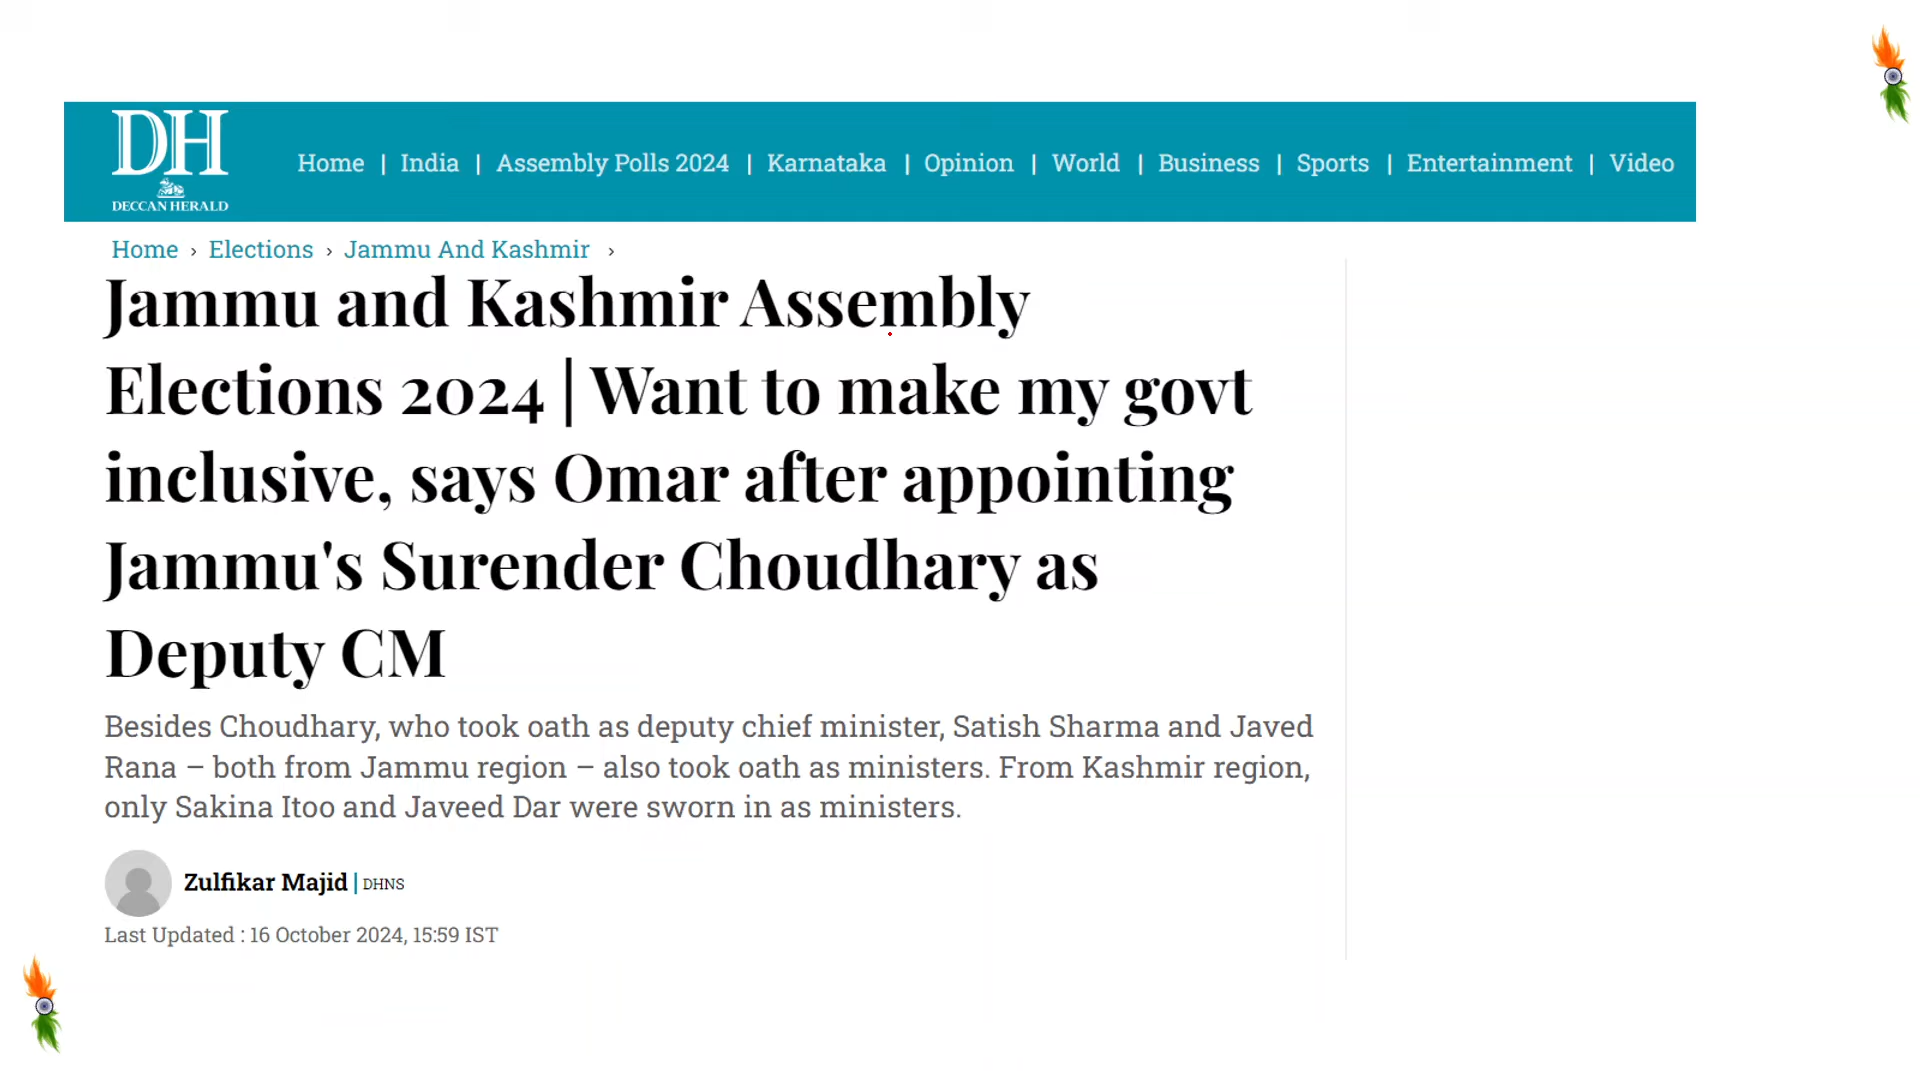 DH
DECCAN HERALD
Home | India | Assembly Polls 2024 | Karnataka | Opinion | World | Business | Sports | Entertainment | Video
Home › Elections › Jammu And Kashmir ›
Jammu and Kashmir Assembly
Elections 2024 | Want to make my govt
inclusive, says Omar after appointing
Jammu's Surender Choudhary as
Deputy CM
Besides Choudhary, who took oath as deputy chief minister, Satish Sharma and Javed
Rana – both from Jammu region – also took oath as ministers. From Kashmir region,
only Sakina Itoo and Javeed Dar were sworn in as ministers.
Zulfikar Majid | DHNS
Last Updated : 16 October 2024, 15:59 IST